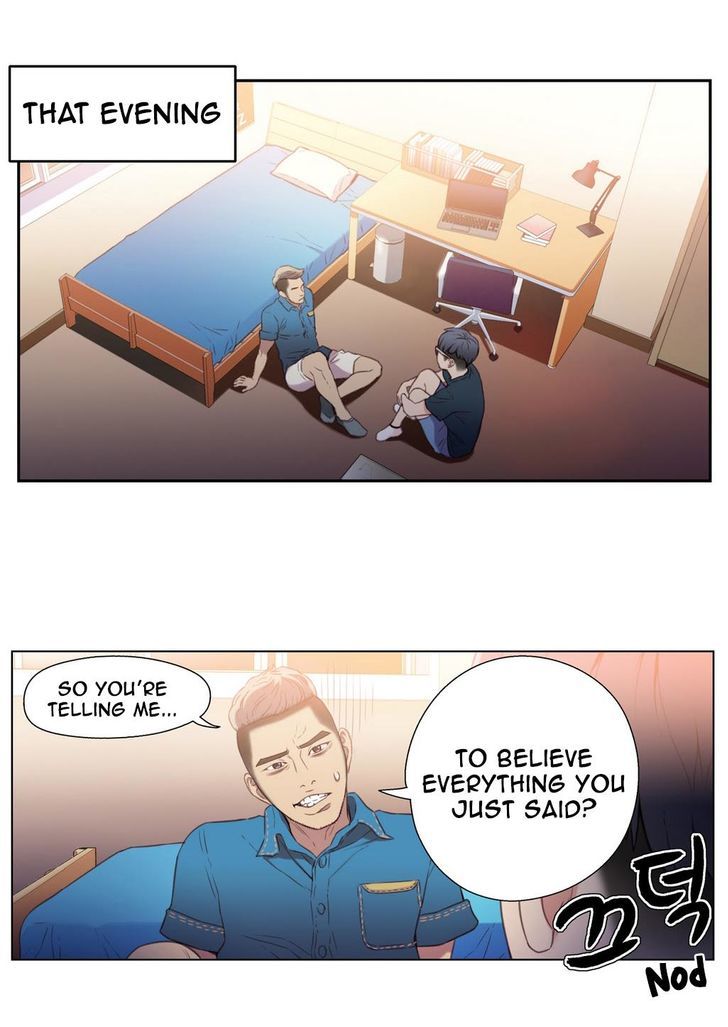 THAT EVENING
SO YOU'RE
TELLING ME...
TO BELIEVE
EVERYTHING YOU
JUST SAID?
끄덕
Nod